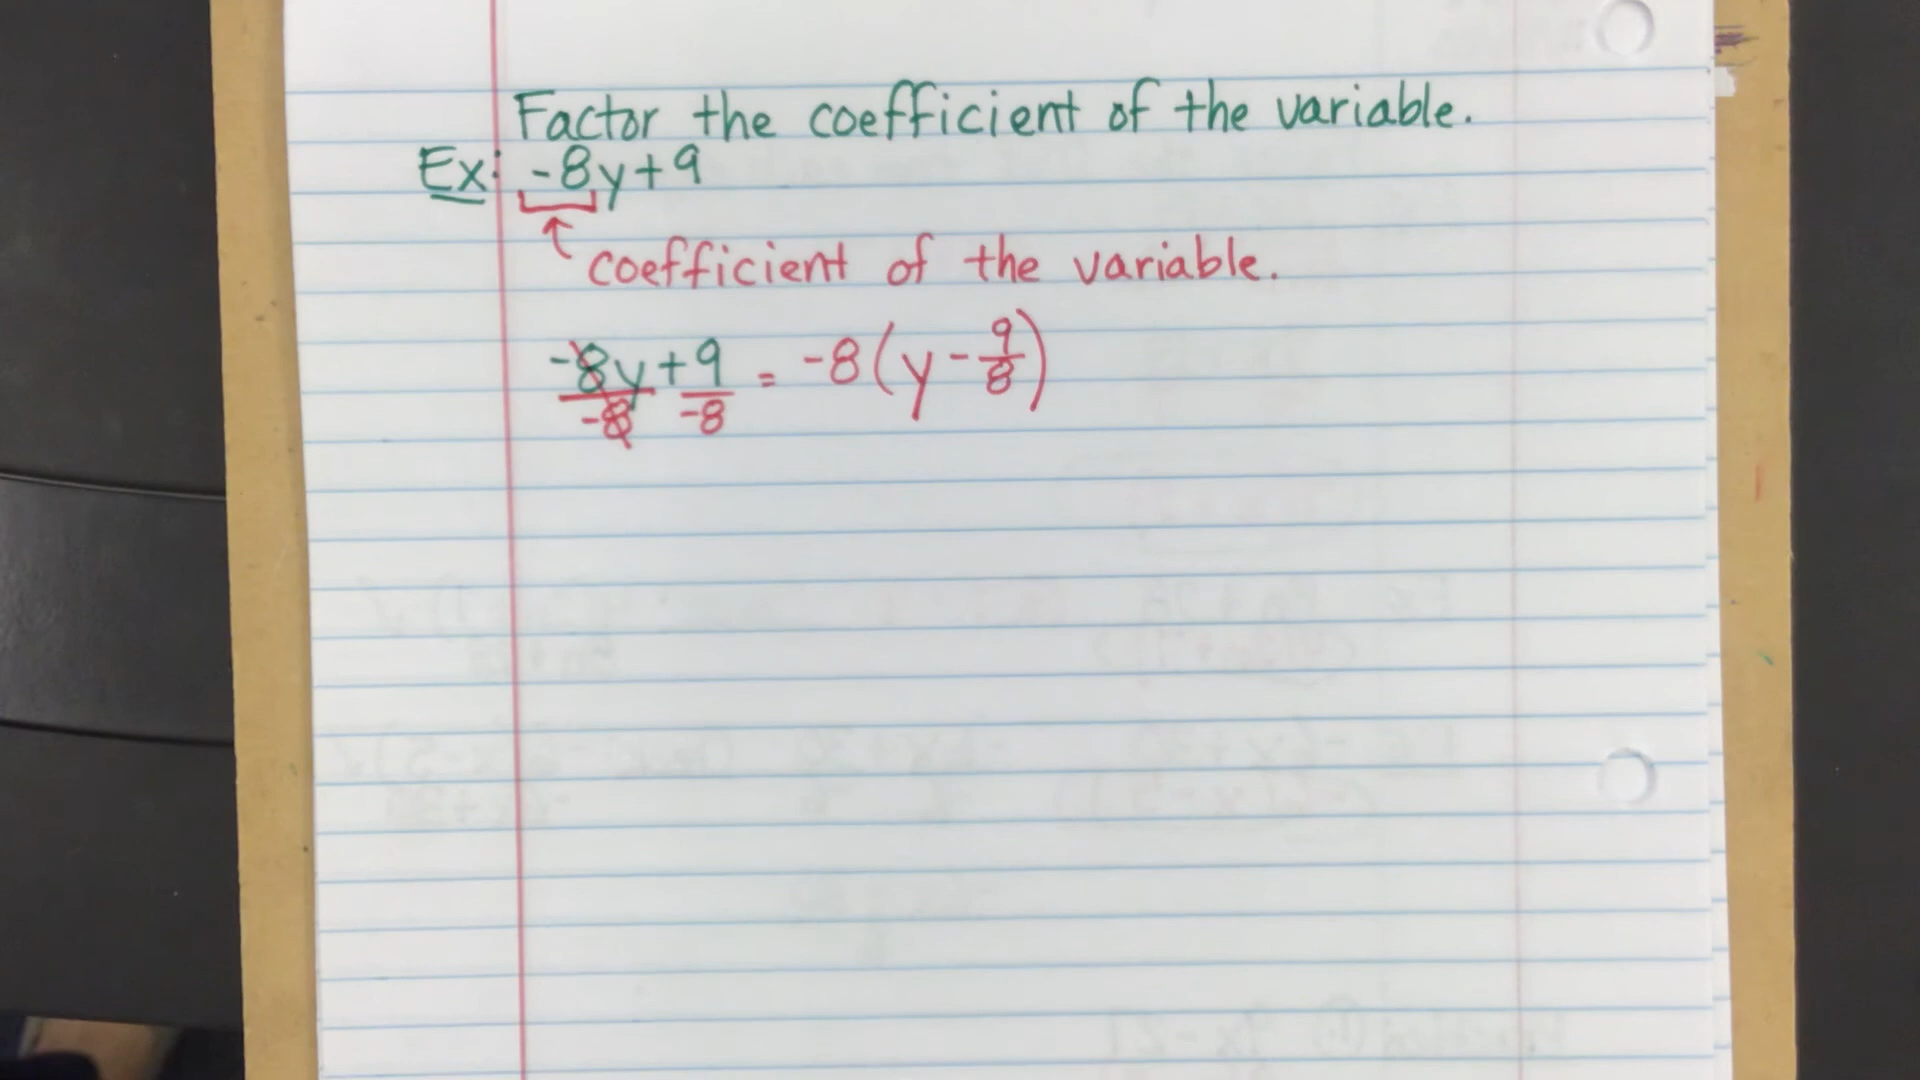 Factor the coefficient of the variable.
Ex: -8y+9
↑ coefficient of the variable.
-8y/-8 + 9/-8 = -8(y - 9/8)